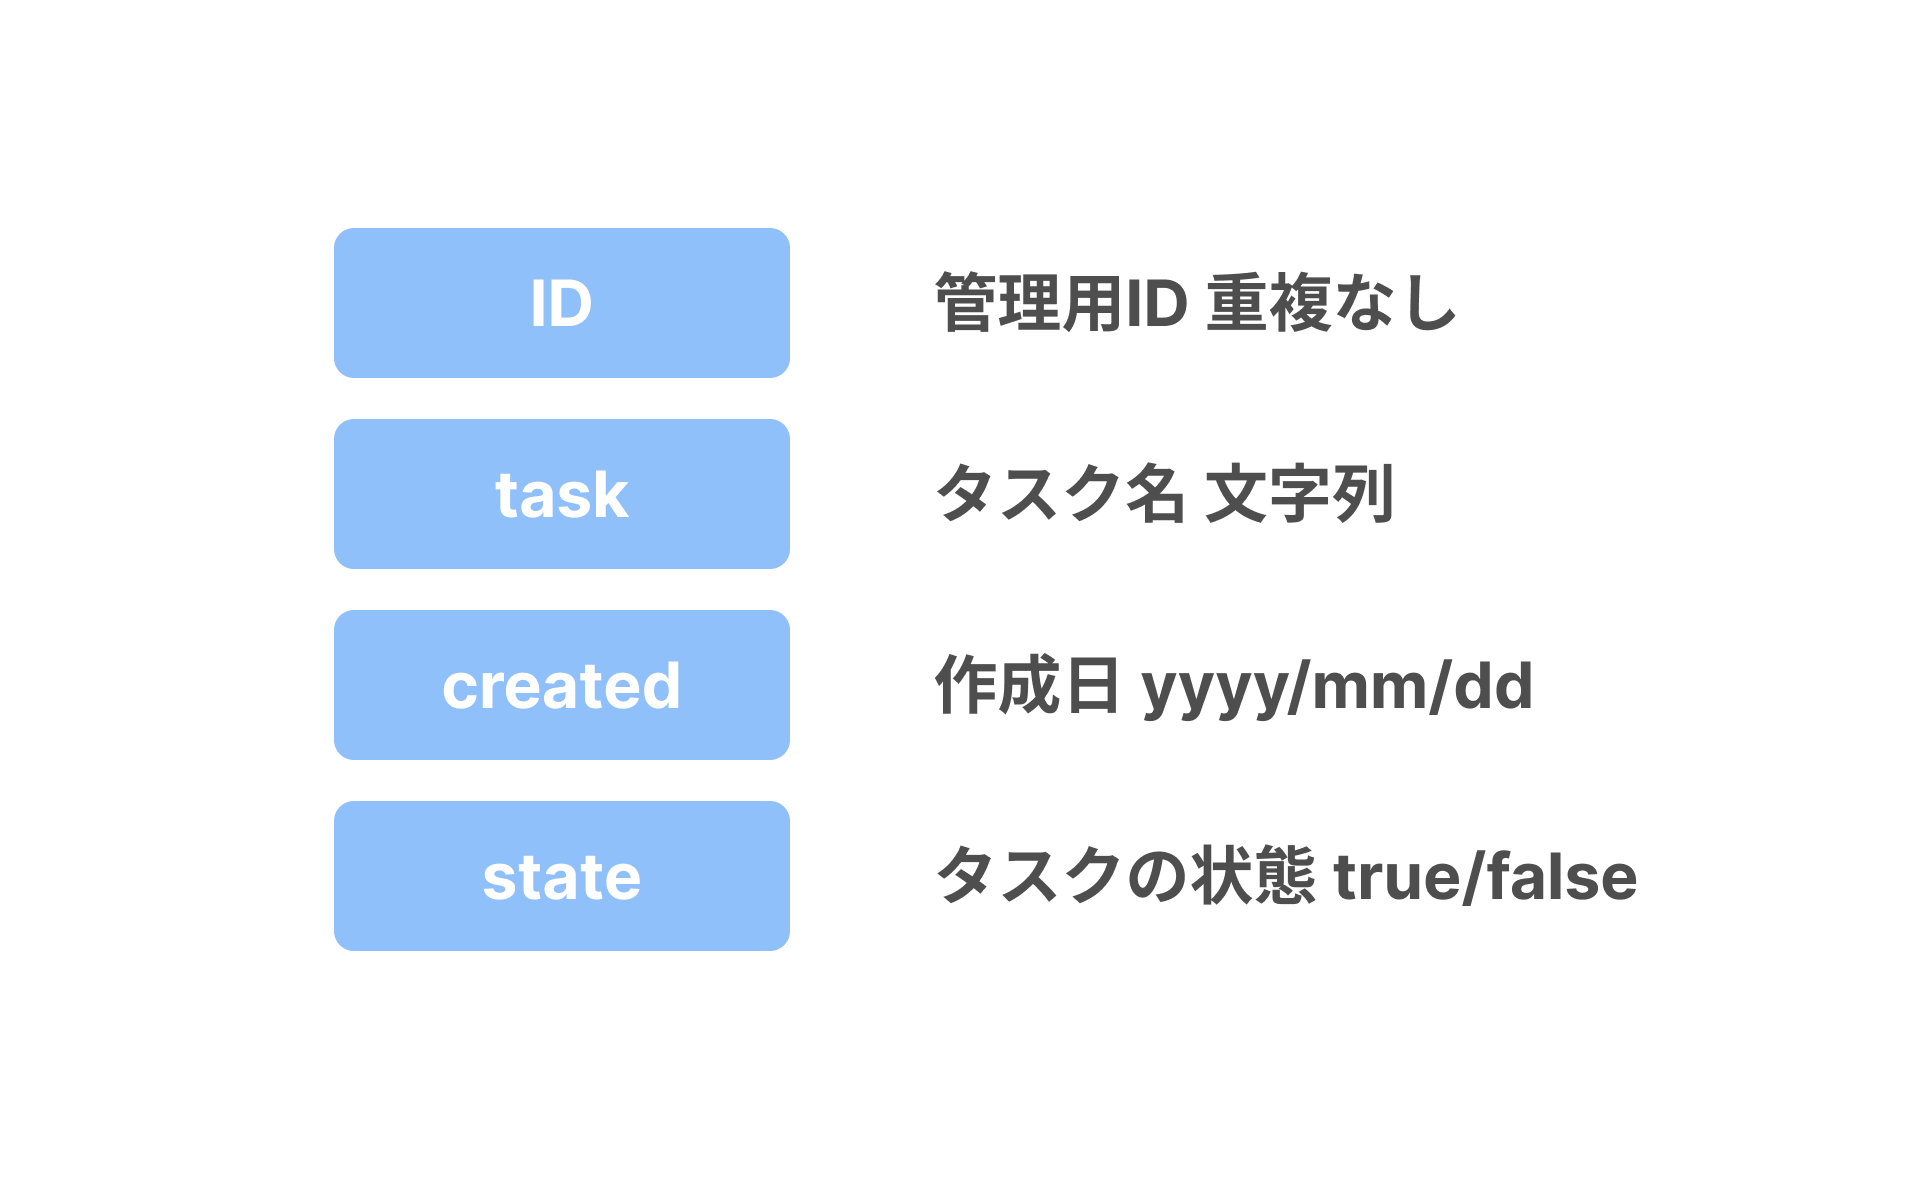 ID 管理用ID 重複なし
task タスク名 文字列
created 作成日 yyyy/mm/dd
state タスクの状態 true/false